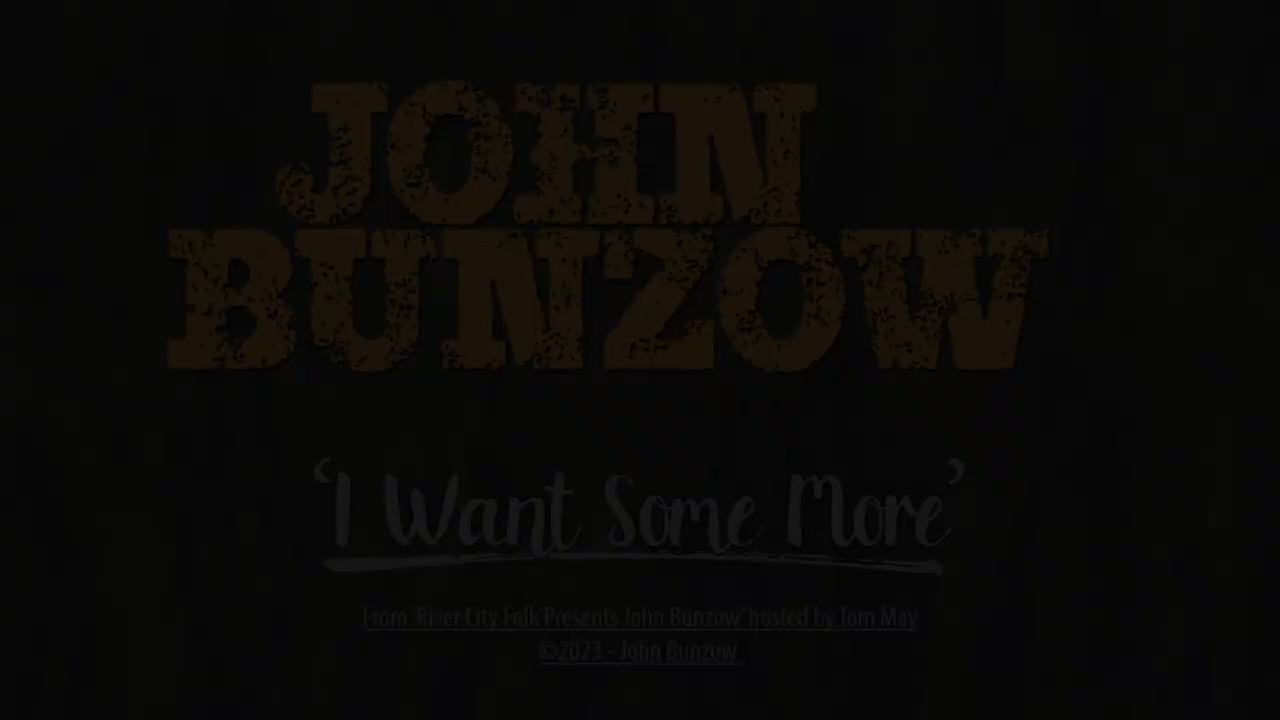 JOHN
BUNZOW
‘I Want Some More’
From 'River City Folk Presents John Bunzow' hosted by Tom May
©2023 - John Bunzow